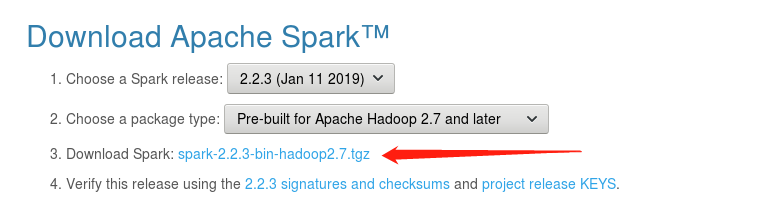 Download Apache Spark™
1. Choose a Spark release: 2.2.3 (Jan 11 2019)
2. Choose a package type: Pre-built for Apache Hadoop 2.7 and later
3. Download Spark: spark-2.2.3-bin-hadoop2.7.tgz
4. Verify this release using the 2.2.3 signatures and checksums and project release KEYS.